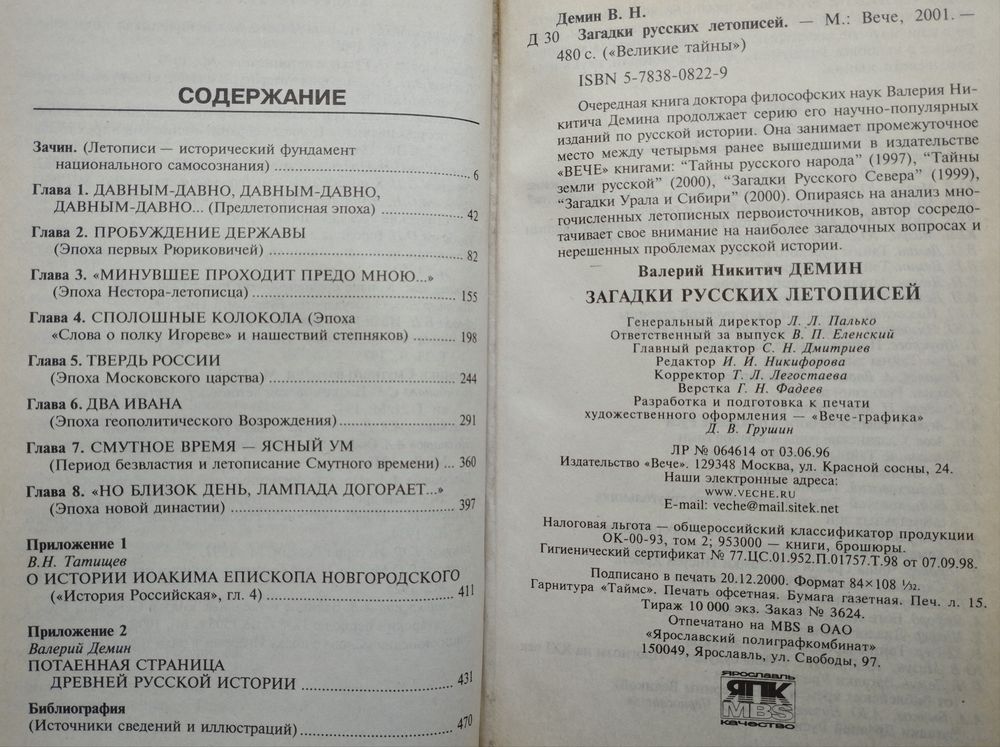 СОДЕРЖАНИЕ
Зачин. (Летописи — исторический фундамент
национального самосознания) 6
Глава 1. ДАВНЫМ-ДАВНО, ДАВНЫМ-ДАВНО,
ДАВНЫМ-ДАВНО... (Предлетописная эпоха) 42
Глава 2. ПРОБУЖДЕНИЕ ДЕРЖАВЫ
(Эпоха первых Рюриковичей) 82
Глава 3. «МИНУВШЕЕ ПРОХОДИТ ПРЕДО МНОЮ...»
(Эпоха Нестора-летописца) 155
Глава 4. СПОЛОШНЫЕ КОЛОКОЛА (Эпоха
«Слова о полку Игореве» и нашествий степняков) 198
Глава 5. ТВЕРДЬ РОССИИ
(Эпоха Московского царства) 244
Глава 6. ДВА ИВАНА
(Эпоха геополитического Возрождения) 291
Глава 7. СМУТНОЕ ВРЕМЯ — ЯСНЫЙ УМ
(Период безвластия и летописание Смутного времени) ... 360
Глава 8. «НО БЛИЗОК ДЕНЬ, ЛАМПАДА ДОГОРАЕТ...»
(Эпоха новой династии) 397
Приложение 1
В.Н. Татищев
О ИСТОРИИ ИОАКИМА ЕПИСКОПА НОВГОРОДСКОГО
(«История Российская», гл. 4) 411
Приложение 2
Валерий Демин
ПОТАЕННАЯ СТРАНИЦА
ДРЕВНЕЙ РУССКОЙ ИСТОРИИ 431
Библиография
(Источники сведений и иллюстраций) 470
Демин В. Н.
Д 30 Загадки русских летописей. — М.: Вече, 2001. —
480 с. («Великие тайны»)
ISBN 5-7838-0822-9
Очередная книга доктора философских наук Валерия Ни-
китича Демина продолжает серию его научно-популярных
изданий по русской истории. Она занимает промежуточное
место между четырьмя ранее вышедшими в издательстве
«ВЕЧЕ» книгами: “Тайны русского народа” (1997), “Тайны
земли русской” (2000), “Загадки Русского Севера” (1999),
“Загадки Урала и Сибири” (2000). Опираясь на анализ мно-
гочисленных летописных первоисточников, автор сосредо-
тачивает свое внимание на наиболее загадочных вопросах и
нерешенных проблемах русской истории.
Валерий Никитич ДЕМИН
ЗАГАДКИ РУССКИХ ЛЕТОПИСЕЙ
Генеральный директор Л. Л. Палько
Ответственный за выпуск В. П. Еленский
Главный редактор С. Н. Дмитриев
Редактор И. И. Никифорова
Корректор Т. Л. Легостаева
Верстка Г. Н. Фадеев
Разработка и подготовка к печати
художественного оформления — «Вече-графика»
Д. В. Грушин
ЛР № 064614 от 03.06.96
Издательство «Вече». 129348 Москва, ул. Красной сосны, 24.
Наши электронные адреса:
WWW.VECHE.RU
E-mail: veche@mail.sitek.net
Налоговая льгота — общероссийский классификатор продукции
ОК-00-93, том 2; 953000 — книги, брошюры.
Гигиенический сертификат № 77.ЦС.01.952.П.01757.Т.98 от 07.09.98.
Подписано в печать 20.12.2000. Формат 84×108 1/32.
Гарнитура «Таймс». Печать офсетная. Бумага газетная. Печ. л. 15.
Тираж 10 000 экз. Заказ № 3624.
Отпечатано на MBS в ОАО
«Ярославский полиграфкомбинат»
150049, Ярославль, ул. Свободы, 97.
ЯРОСЛАВЛЬ
ЯПК
MBS
КАЧЕСТВО